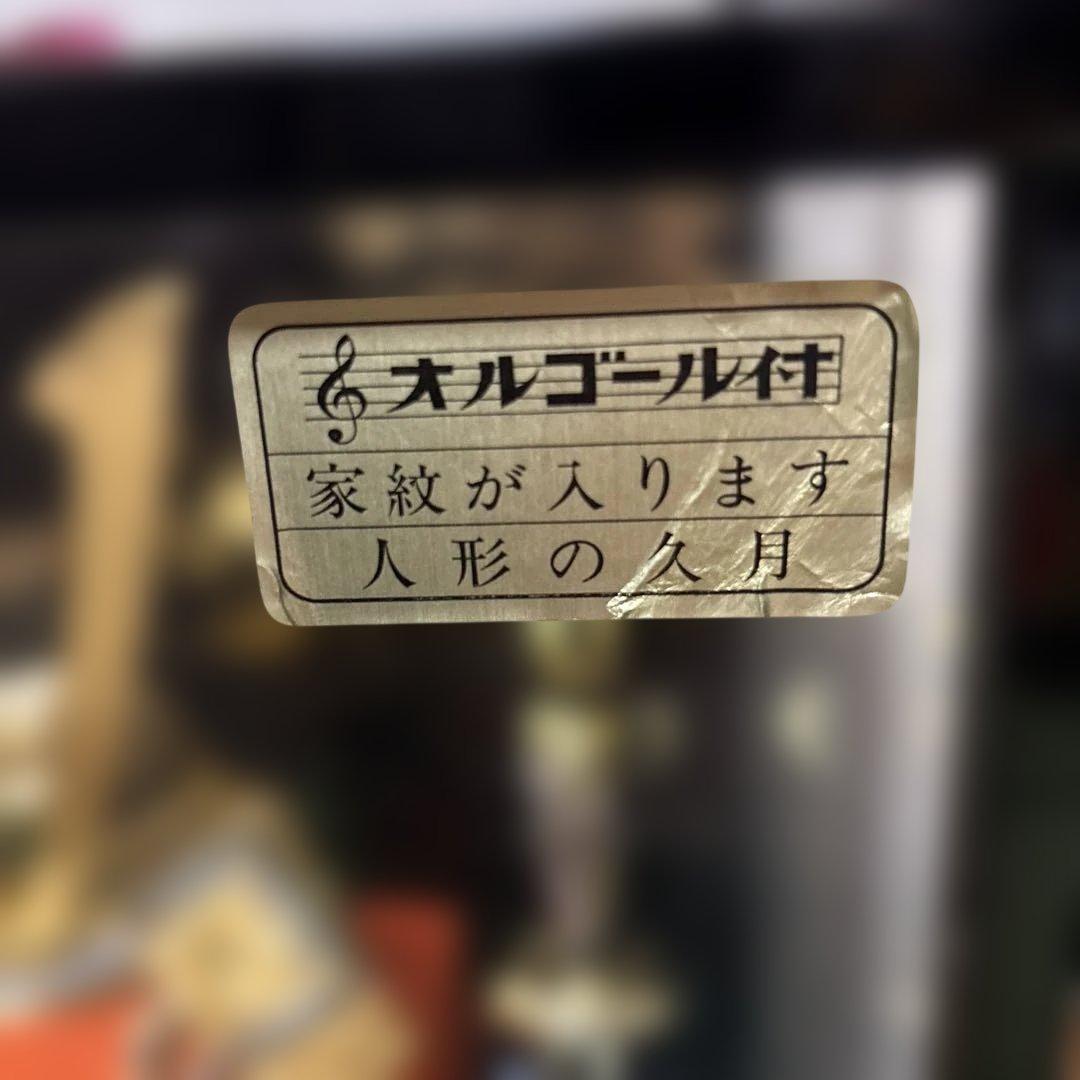 オルゴール付
家紋が入ります
人形の久月